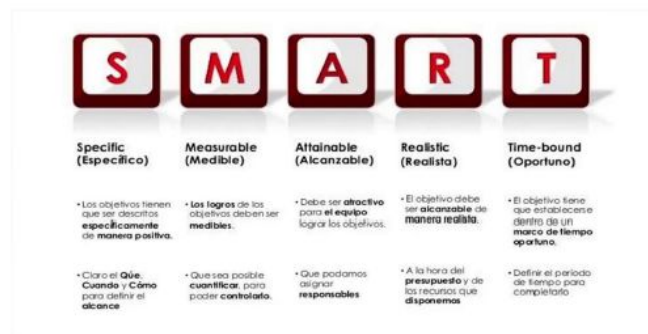 S M A R T
Specific
(Específico)
Measurable
(Medible)
Attainable
(Alcanzable)
Realistic
(Realista)
Time-bound
(Oportuno)
• Los objetivos tienen
que ser descritos
específicamente
de manera positiva.
• Los logros de los
objetivos deben ser
medibles.
• Debe ser atractivo
para el equipo
lograr los objetivos.
• El objetivo debe
ser alcanzable de
manera realista.
• El objetivo tiene
que establecerse
dentro de un
marco de tiempo
oportuno.
• Claro el Qúe,
Cuando y Cómo
para definir el
alcance
• Que sea posible
cuantificar, para
poder controlarlo.
• Que podamos
asignar
responsables
• A la hora del
presupuesto y de
los recursos que
disponemos
• Definir el periodo
de tiempo para
completarlo